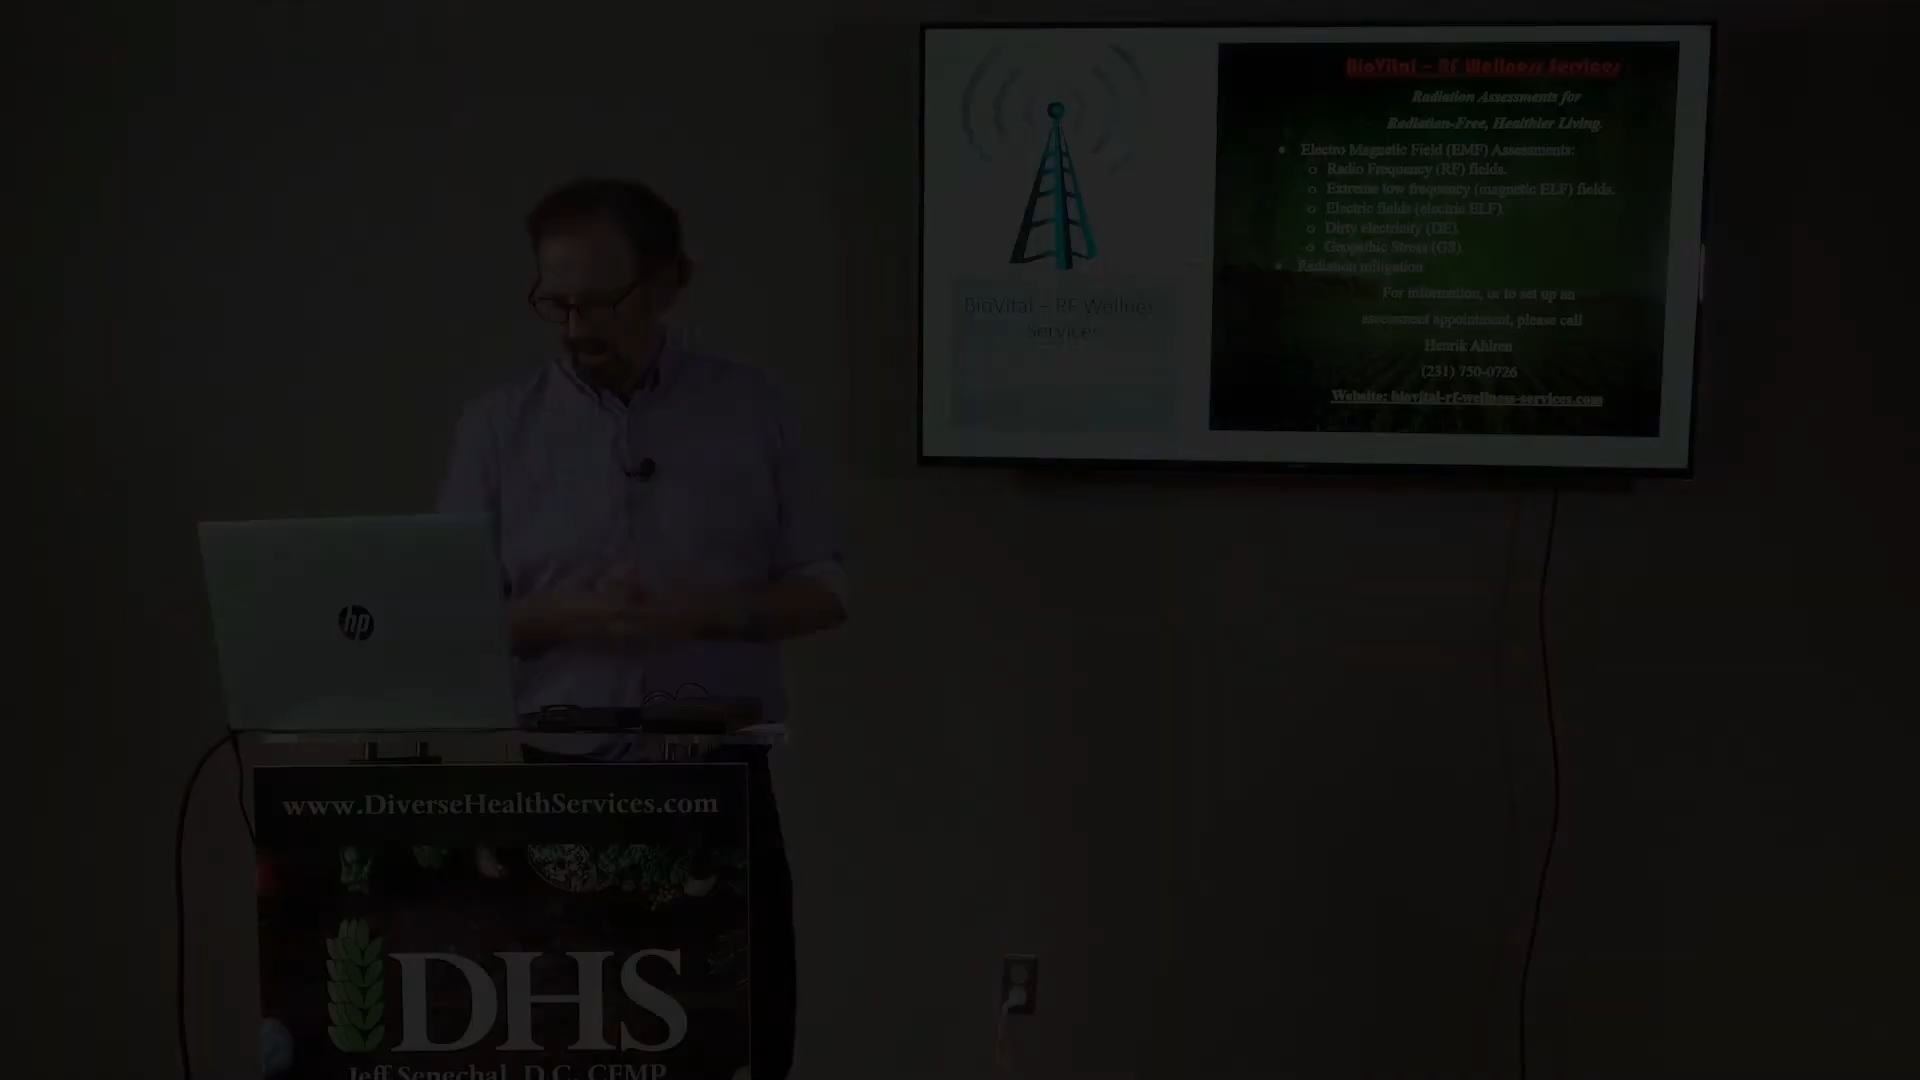 BioVital – RF Wellness Services
Radiation Assessments for
Radiation-Free, Healthier Living.
• Electro Magnetic Field (EMF) Assessments:
o Radio Frequency (RF) fields.
o Extreme low frequency (magnetic ELF) fields.
o Electric fields (electric ELF).
o Dirty electricity (DE).
o Geopathic Stress (GS).
• Radiation mitigation
For information, or to set up an
assessment appointment, please call
Henrik Ahlren
(231) 750-0726
Website: biovital-rf-wellness-services.com
BioVital – RF Wellness
Services
hp
www.DiverseHealthServices.com
DHS
Jeff Senechal, D.C. CFMP